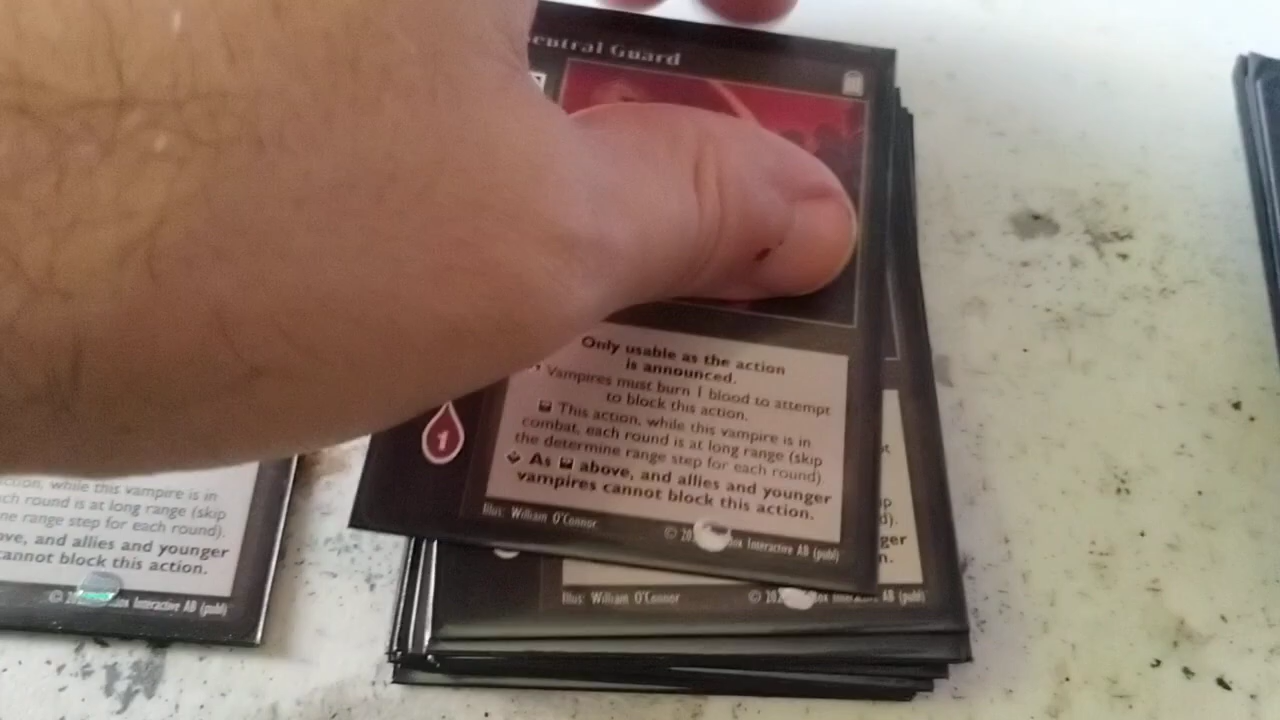 Neutral Guard
Only usable as the action
is announced.
Vampires must burn 1 blood to attempt
to block this action.
This action, while this vampire is in
combat, each round is at long range (skip
the determine range step for each round).
As above, and allies and younger
vampires cannot block this action.
1
Illus: William O'Connor
© Interactive AB (publ)
Illus: William O'Connor
© AB (publ)
while this vampire is in
round is at long range (skip
range step for each round).
and allies and younger
cannot block this action.
© Interactive AB (publ)